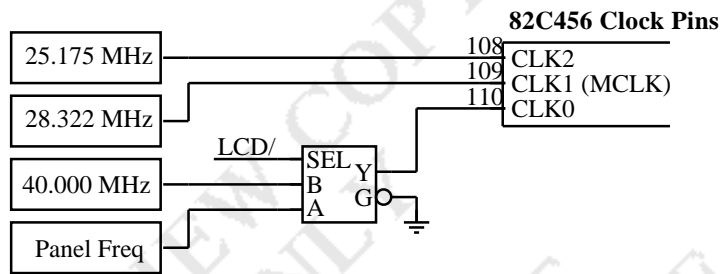 82C456 Clock Pins
25.175 MHz
108
CLK2
109
CLK1 (MCLK)
28.322 MHz
110
CLK0
LCD/
SEL
Y
40.000 MHz
B
G
A
Panel Freq